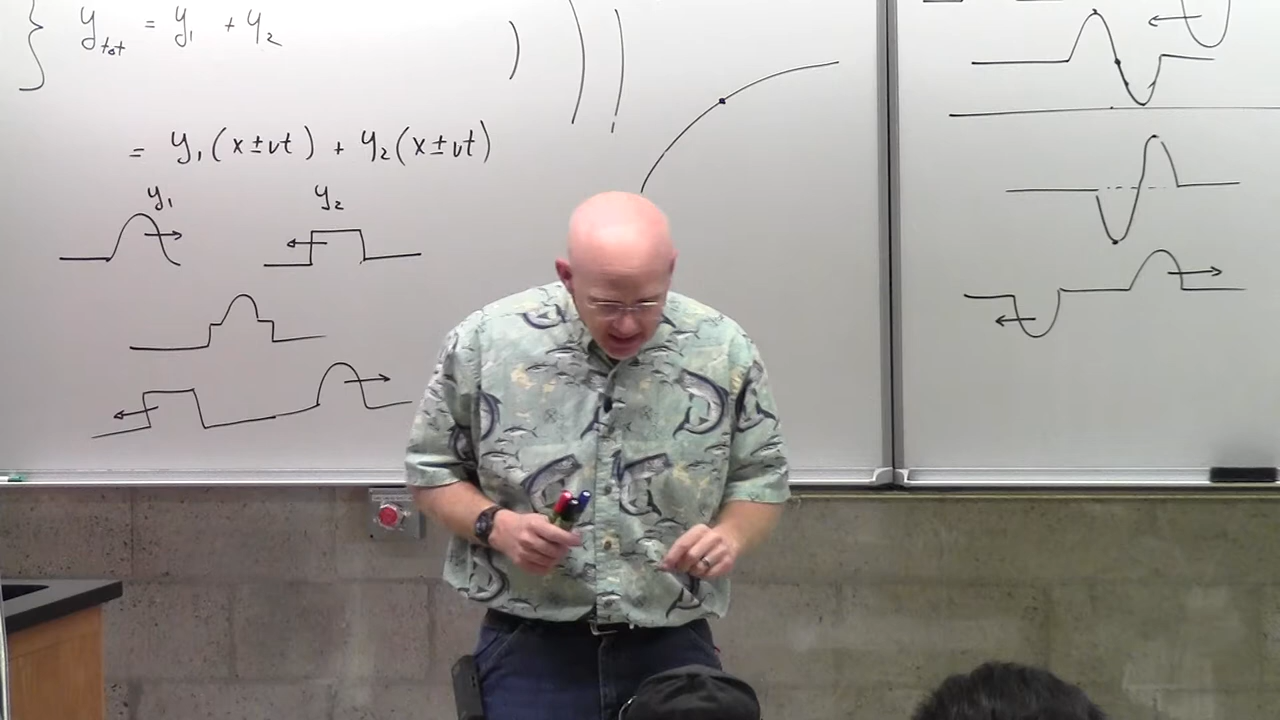 y_tot = y_1 + y_2
= y_1(x±vt) + y_2(x±vt)
y_1 y_2